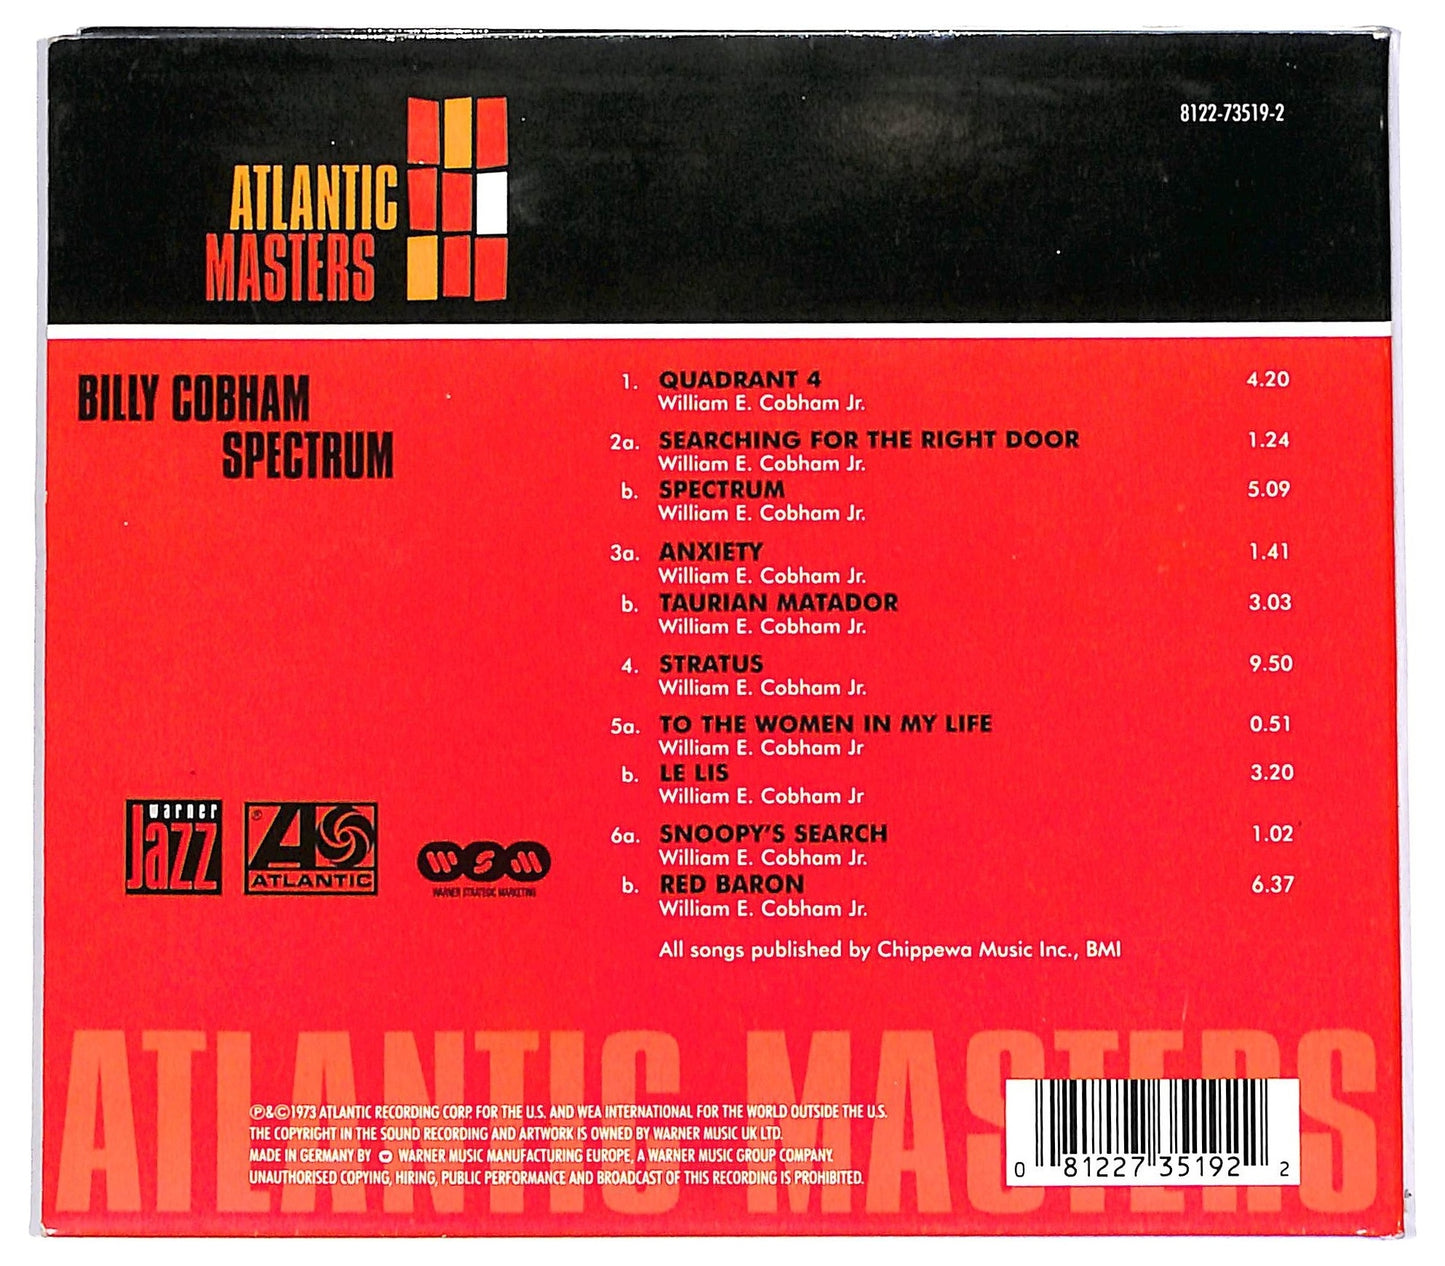 8122-73519-2
ATLANTIC
MASTERS
BILLY COBHAM
SPECTRUM
1. QUADRANT 4 4.20
William E. Cobham Jr.
2a. SEARCHING FOR THE RIGHT DOOR 1.24
William E. Cobham Jr.
b. SPECTRUM 5.09
William E. Cobham Jr.
3a. ANXIETY 1.41
William E. Cobham Jr.
b. TAURIAN MATADOR 3.03
William E. Cobham Jr.
4. STRATUS 9.50
William E. Cobham Jr.
5a. TO THE WOMEN IN MY LIFE 0.51
William E. Cobham Jr
b. LE LIS 3.20
William E. Cobham Jr
6a. SNOOPY'S SEARCH 1.02
William E. Cobham Jr.
b. RED BARON 6.37
William E. Cobham Jr.
All songs published by Chippewa Music Inc., BMI
warner
Jazz
® A
ATLANTIC
WSM
WARNER STRATEGIC MARKETING
ATLANTIC MASTERS
℗&©1973 ATLANTIC RECORDING CORP. FOR THE U.S. AND WEA INTERNATIONAL FOR THE WORLD OUTSIDE THE U.S.
THE COPYRIGHT IN THE SOUND RECORDING AND ARTWORK IS OWNED BY WARNER MUSIC UK LTD.
MADE IN GERMANY BY WARNER MUSIC MANUFACTURING EUROPE, A WARNER MUSIC GROUP COMPANY.
UNAUTHORISED COPYING, HIRING, PUBLIC PERFORMANCE AND BROADCAST OF THIS RECORDING IS PROHIBITED.
0 81227 35192 2